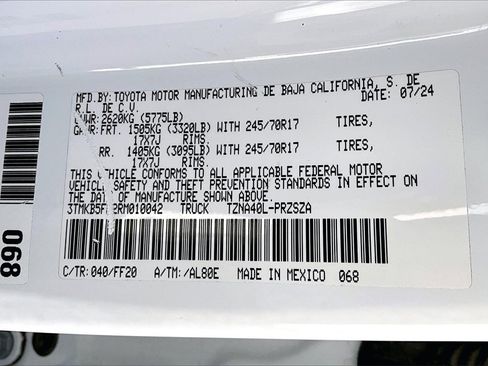 MFD.BY: TOYOTA MOTOR MANUFACTURING DE BAJA CALIFORNIA, S. DE
R.L. DE C.V. DATE: 07/24
2620KG (5775LB)
FRT. 1505KG (3320LB) WITH 245/70R17 TIRES,
17X7J RIMS,
RR. 1405KG (3095LB) WITH 245/70R17 TIRES,
17X7J
THIS VEHICLE CONFORMS TO ALL APPLICABLE FEDERAL MOTOR
VEHICLE SAFETY AND THEFT PREVENTION STANDARDS IN EFFECT ON
THE DATE OF MANUFACTURE SHOWN ABOVE.
TRUCK TZNA40L-PRZSZA
C/TR: 040/FF20 A/TM: /AL80E MADE IN MEXICO 068
068